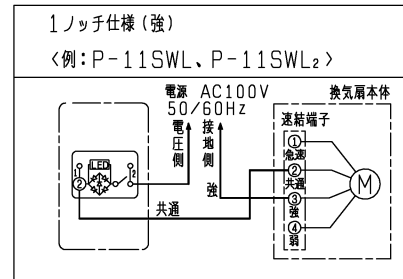 1ノッチ仕様(強)
<例:P-11SWL、P-11SWL₂>
電源 AC100V
50/60Hz
換気扇本体
速結端子
電圧側
接地側
強
LED
1
2
2
共通
①
急速
②
共通
③
強
④
弱
M